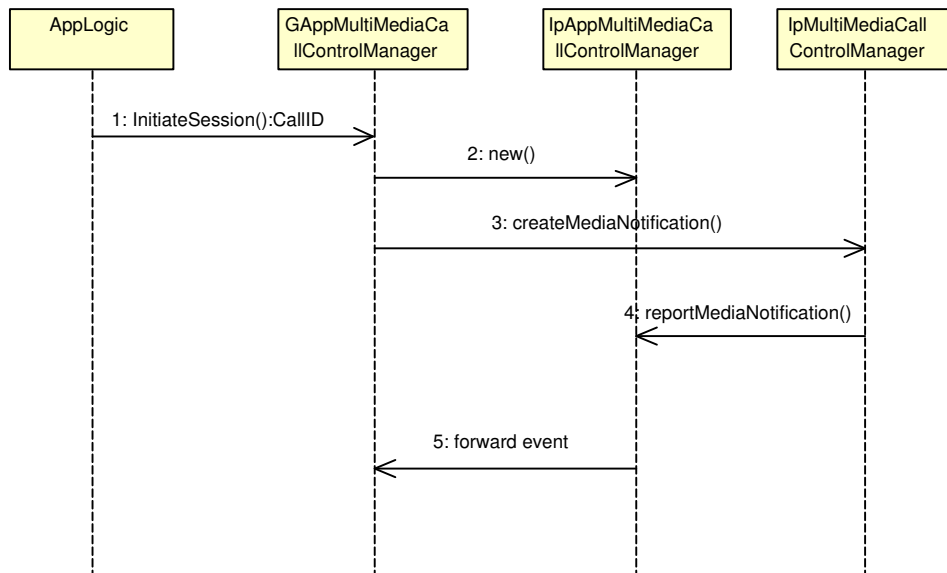 AppLogic
GAppMultiMediaCa
llControlManager
IpAppMultiMediaCa
llControlManager
IpMultiMediaCall
ControlManager
1: InitiateSession():CallID
2: new()
3: createMediaNotification()
4: reportMediaNotification()
5: forward event